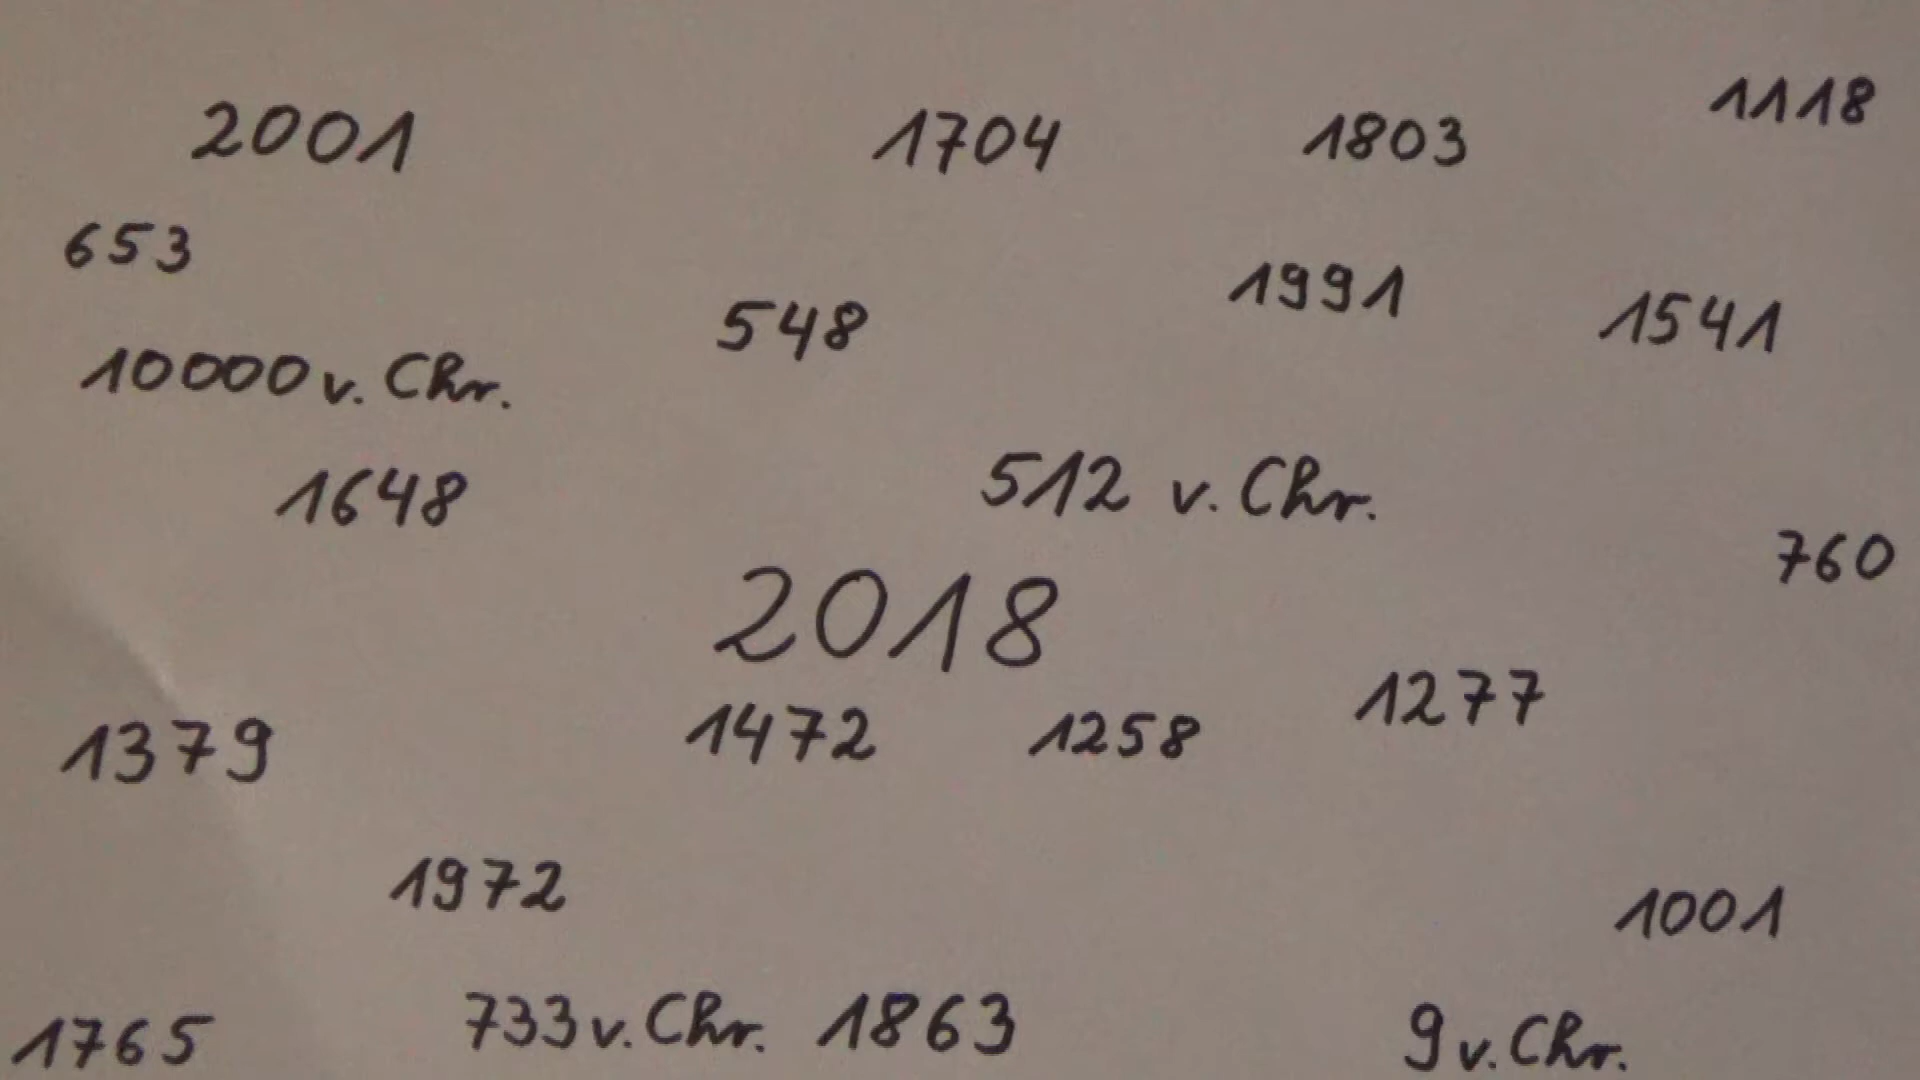 2001 1704 1803 1118
653 548 1991 1541
10000 v. Chr.
1648 512 v. Chr. 760
2018
1379 1472 1258 1277
1972 1001
1765 733 v. Chr. 1863 9 v. Chr.